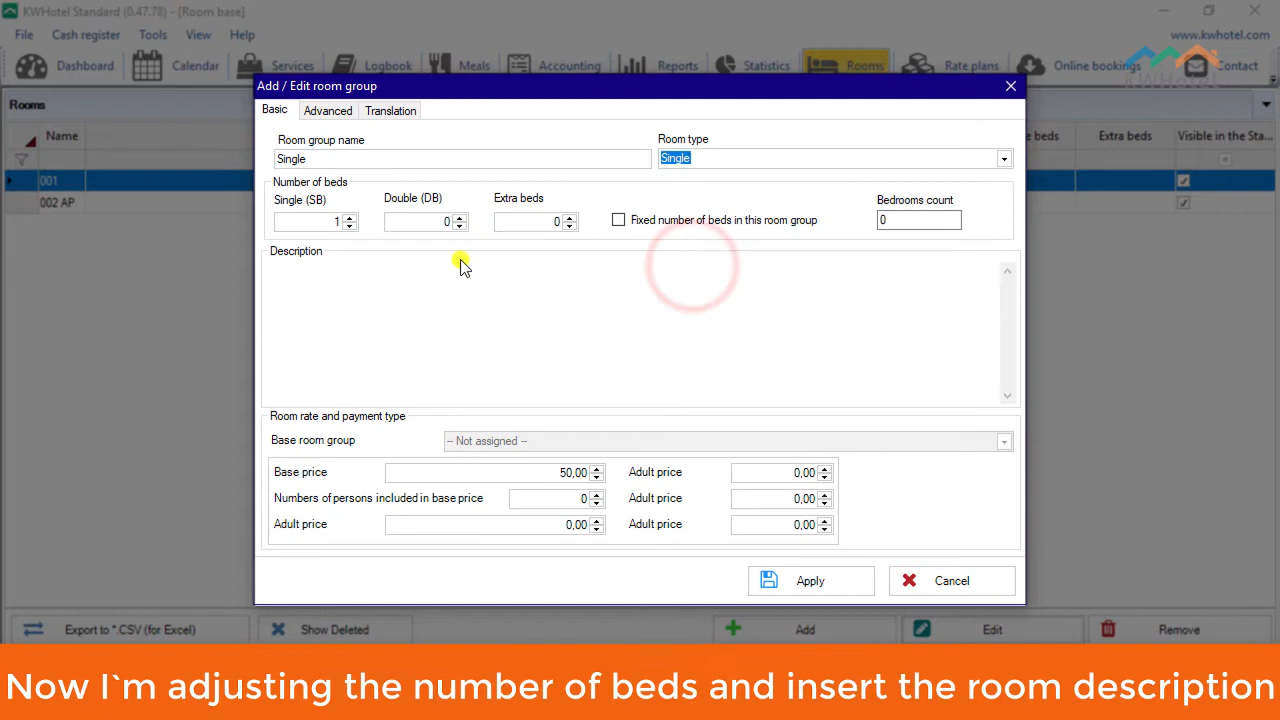 KWHotel Standard (0.47.78) - [Room base]
File Cash register Tools View Help www.kwhotel.com
Dashboard Calendar Services Logbook Meals Accounting Reports Statistics Rooms Rate plans Online bookings Contact
KWHotel
Rooms
Name beds Extra beds Visible in the Sta...
001
002 AP
Add / Edit room group
Basic Advanced Translation
Room group name Room type
Single Single
Number of beds
Single (SB) Double (DB) Extra beds Bedrooms count
1 0 0 Fixed number of beds in this room group 0
Description
Room rate and payment type
Base room group -- Not assigned --
Base price 50,00 Adult price 0,00
Numbers of persons included in base price 0 Adult price 0,00
Adult price 0,00 Adult price 0,00
Apply Cancel
Export to *.CSV (for Excel) Show Deleted Add Edit Remove
Now I`m adjusting the number of beds and insert the room description